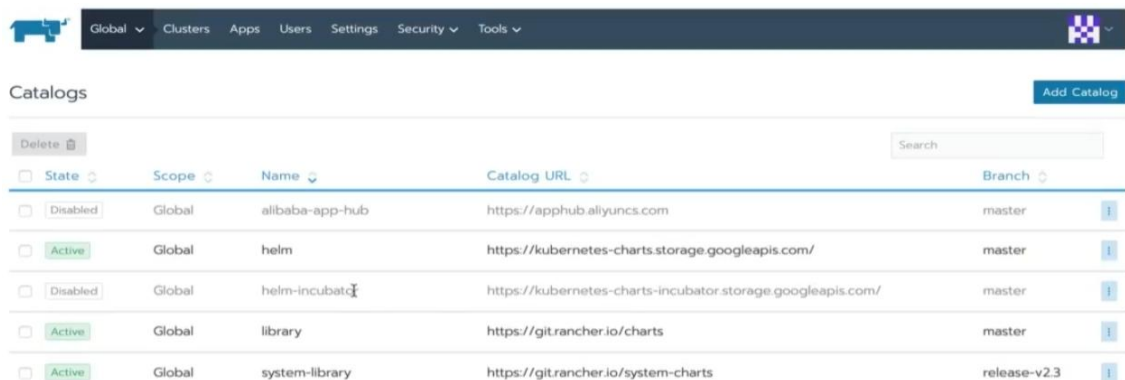 Global Clusters Apps Users Settings Security Tools
Catalogs Add Catalog
Delete Search
State Scope Name Catalog URL Branch
Disabled Global alibaba-app-hub https://apphub.aliyuncs.com master
Active Global helm https://kubernetes-charts.storage.googleapis.com/ master
Disabled Global helm-incubator https://kubernetes-charts-incubator.storage.googleapis.com/ master
Active Global library https://git.rancher.io/charts master
Active Global system-library https://git.rancher.io/system-charts release-v2.3